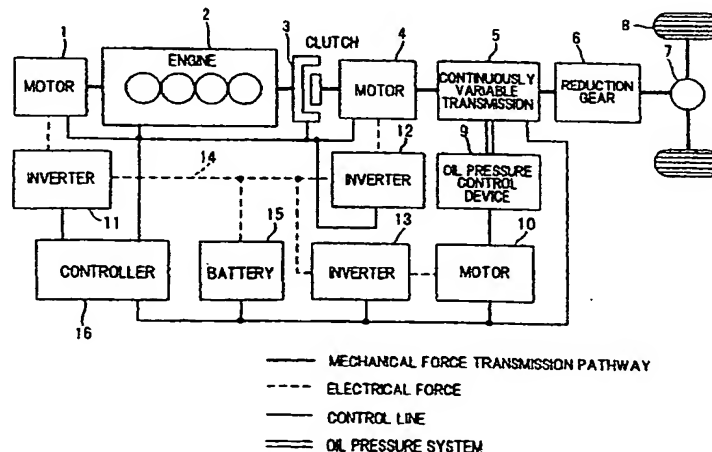 1
2
3
CLUTCH
4
5
6
7
8
MOTOR
ENGINE
MOTOR
CONTINUOUSLY
VARIABLE
TRANSMISSION
REDUCTION
GEAR
9
OIL PRESSURE
CONTROL
DEVICE
12
14
INVERTER
INVERTER
11
15
13
10
CONTROLLER
BATTERY
INVERTER
MOTOR
16
MECHANICAL FORCE TRANSMISSION PATHWAY
ELECTRICAL FORCE
CONTROL LINE
OIL PRESSURE SYSTEM